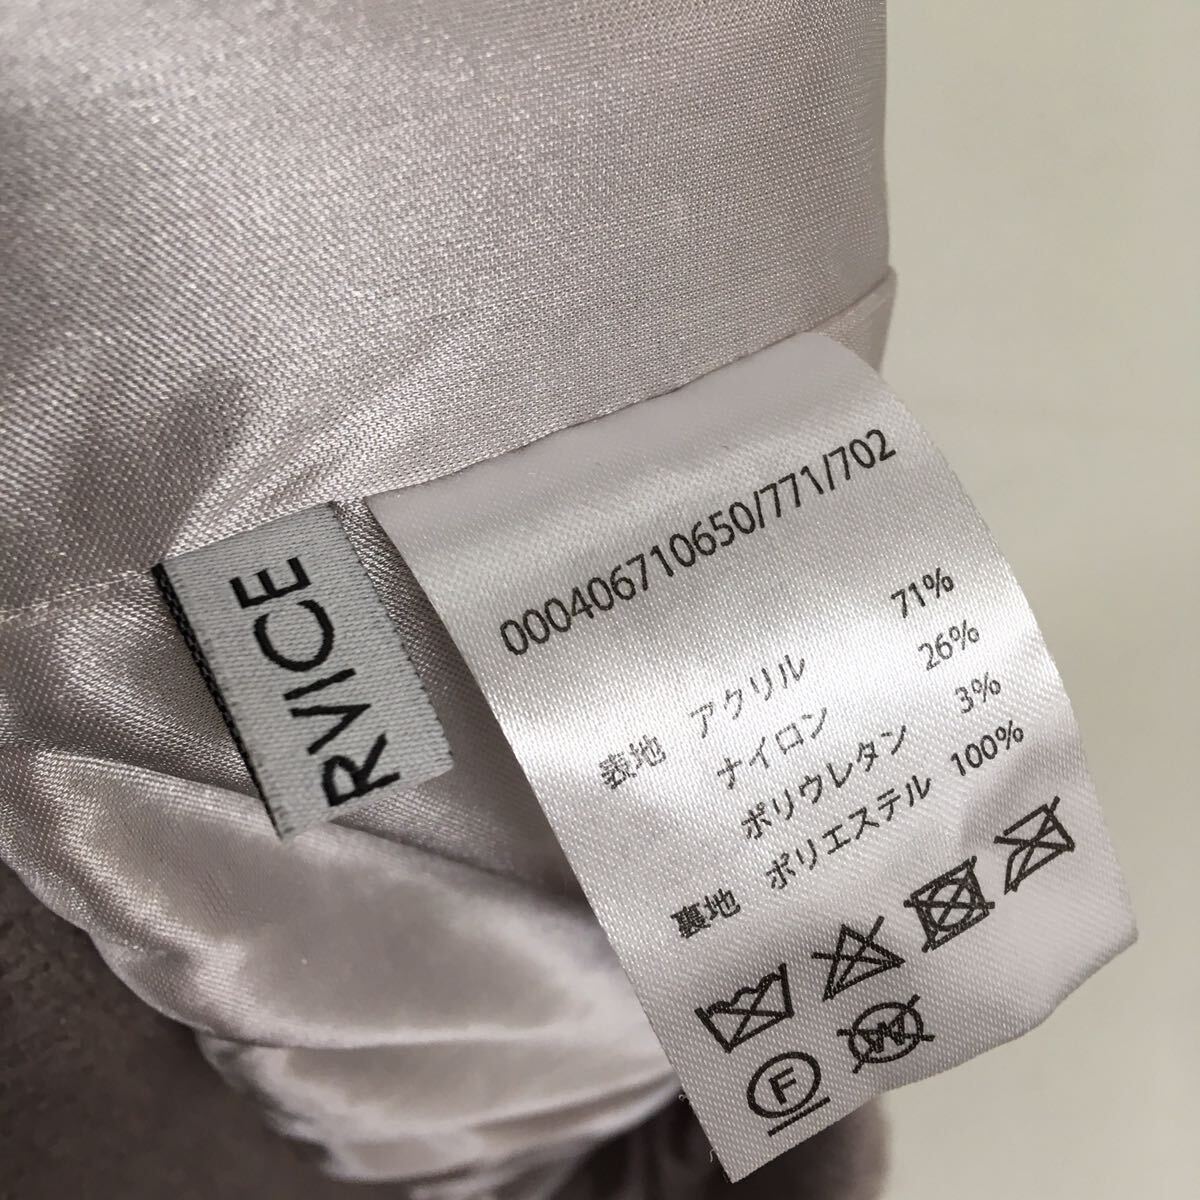 RVICE
000406710650/771/702
表地 アクリル 71%
ナイロン 26%
ポリウレタン 3%
裏地 ポリエステル 100%
F
W